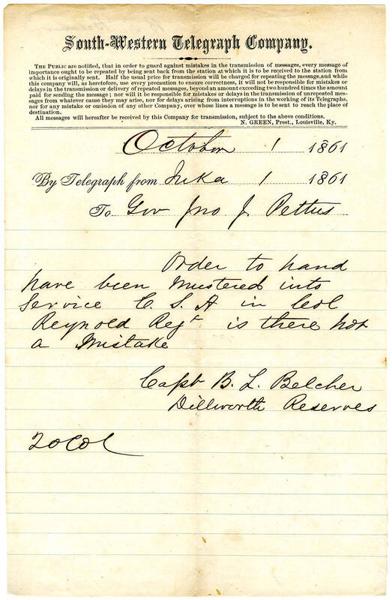 South-Western Telegraph Company.
THE PUBLIC are notified, that in order to guard against mistakes in the transmission of messages, every message of
importance ought to be repeated by being sent back from the station at which it is to be received to the station from
which it is originally sent. Half the usual price for transmission will be charged for repeating the message, and while
this company will, as heretofore, use every precaution to ensure correctness, it will not be responsible for mistakes or
delays in the transmission or delivery of repeated messages, beyond an amount exceeding two hundred times the amount
paid for sending the message; nor will it be responsible for mistakes or delays in the transmission of unrepeated mes-
sages from whatever cause they may arise, nor for delays arising from interruptions in the working of its Telegraphs,
nor for any mistake or omission of any other Company, over whose lines a message is to be sent to reach the place of
destination.
All messages will hereafter be received by this Company for transmission, subject to the above conditions.
N. GREEN, Prest., Louisville, Ky.
October 1 1861
By Telegraph from Iuka 1 1861
To Gov Jno J. Pettus
Order to hand
have been Mustered into
Service C. S. A in Col
Reynold Regt is there not
a Mistake
Capt B. L. Belcher
Dillworth Reserves
20 Col